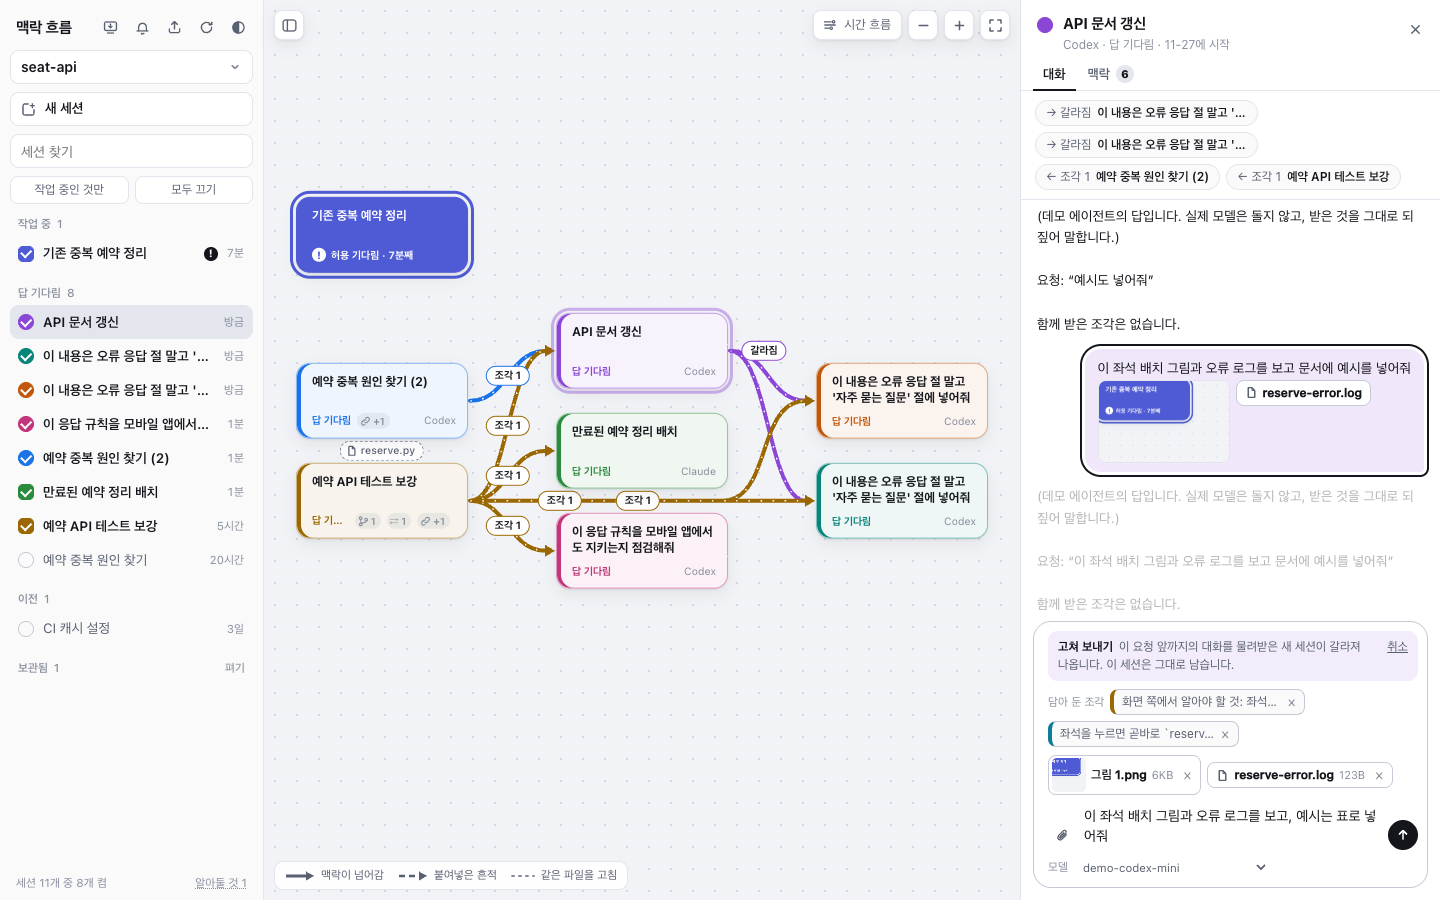 맥락 흐름
seat-api
새 세션
세션 찾기
작업 중인 것만
모두 끄기
작업 중 1
기존 중복 예약 정리 ! 7분
답 기다림 8
API 문서 갱신 방금
이 내용은 오류 응답 절 말고 '... 방금
이 내용은 오류 응답 절 말고 '... 방금
이 응답 규칙을 모바일 앱에서... 1분
예약 중복 원인 찾기 (2) 1분
만료된 예약 정리 배치 1분
예약 API 테스트 보강 5시간
예약 중복 원인 찾기 20시간
이전 1
CI 캐시 설정 3일
보관됨 1 펴기
세션 11개 중 8개 켬 알아둘 것 1
시간 흐름
기존 중복 예약 정리
! 허용 기다림 · 7분째
API 문서 갱신
답 기다림 Codex
갈라짐
조각 1
예약 중복 원인 찾기 (2)
답 기다림 +1 Codex
reserve.py
조각 1
만료된 예약 정리 배치
답 기다림 Claude
이 내용은 오류 응답 절 말고
'자주 묻는 질문' 절에 넣어줘
답 기다림 Codex
예약 API 테스트 보강
답 기... 1 1 +1
조각 1
조각 1
조각 1
조각 1
이 응답 규칙을 모바일 앱에서
도 지키는지 점검해줘
답 기다림 Codex
이 내용은 오류 응답 절 말고
'자주 묻는 질문' 절에 넣어줘
답 기다림 Codex
맥락이 넘어감
붙여넣은 흔적
같은 파일을 고침
API 문서 갱신
Codex · 답 기다림 · 11-27에 시작
대화
맥락 6
→ 갈라짐 이 내용은 오류 응답 절 말고 '...
→ 갈라짐 이 내용은 오류 응답 절 말고 '...
← 조각 1 예약 중복 원인 찾기 (2)
← 조각 1 예약 API 테스트 보강
(데모 에이전트의 답입니다. 실제 모델은 돌지 않고, 받은 것을 그대로 되
짚어 말합니다.)
요청: “예시도 넣어줘”
함께 받은 조각은 없습니다.
이 좌석 배치 그림과 오류 로그를 보고 문서에 예시를 넣어줘
기존 중복 예약 정리
! 허용 기다림 · 7분째
reserve-error.log
(데모 에이전트의 답입니다. 실제 모델은 돌지 않고, 받은 것을 그대로 되
짚어 말합니다.)
요청: “이 좌석 배치 그림과 오류 로그를 보고 문서에 예시를 넣어줘”
함께 받은 조각은 없습니다.
고쳐 보내기 이 요청 앞까지의 대화를 물려받은 새 세션이 갈라져 취소
나옵니다. 이 세션은 그대로 남습니다.
담아 둔 조각 화면 쪽에서 알아야 할 것: 좌석... ×
좌석을 누르면 곧바로 `reserv... ×
그림 1.png 6KB ×
reserve-error.log 123B ×
이 좌석 배치 그림과 오류 로그를 보고, 예시는 표로 넣
어줘
모델 demo-codex-mini